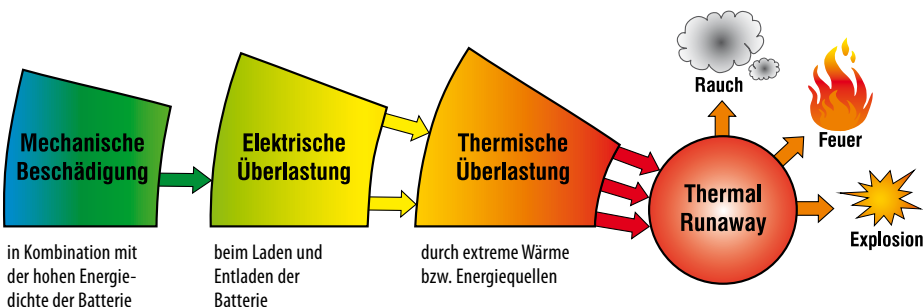 Mechanische
Beschädigung
Elektrische
Überlastung
Thermische
Überlastung
Thermal
Runaway
Rauch
Feuer
Explosion
in Kombination mit
der hohen Energie-
dichte der Batterie
beim Laden und
Entladen der
Batterie
durch extreme Wärme
bzw. Energiequellen